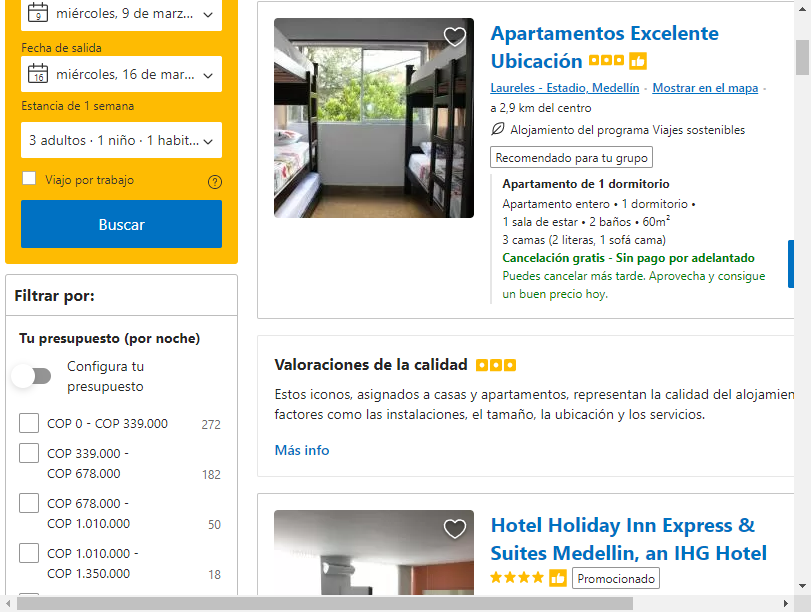 9
miércoles, 9 de marz...
Fecha de salida
16
miércoles, 16 de mar...
Estancia de 1 semana
3 adultos · 1 niño · 1 habit...
Viajo por trabajo
?
Buscar
Filtrar por:
Tu presupuesto (por noche)
Configura tu
presupuesto
COP 0 - COP 339.000 272
COP 339.000 -
COP 678.000 182
COP 678.000 -
COP 1.010.000 50
COP 1.010.000 -
COP 1.350.000 18
Apartamentos Excelente
Ubicación
Laureles - Estadio, Medellín · Mostrar en el mapa ·
a 2,9 km del centro
Alojamiento del programa Viajes sostenibles
Recomendado para tu grupo
Apartamento de 1 dormitorio
Apartamento entero • 1 dormitorio •
1 sala de estar • 2 baños • 60m²
3 camas (2 literas, 1 sofá cama)
Cancelación gratis - Sin pago por adelantado
Puedes cancelar más tarde. Aprovecha y consigue
un buen precio hoy.
Valoraciones de la calidad
Estos iconos, asignados a casas y apartamentos, representan la calidad del alojamien
factores como las instalaciones, el tamaño, la ubicación y los servicios.
Más info
Hotel Holiday Inn Express &
Suites Medellin, an IHG Hotel
Promocionado